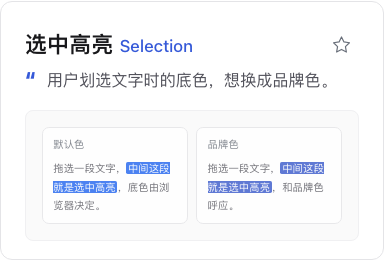 选中高亮 Selection
“ 用户划选文字时的底色，想换成品牌色。
默认色
拖选一段文字，中间这段
就是选中高亮，底色由浏
览器决定。
品牌色
拖选一段文字，中间这段
就是选中高亮，和品牌色
呼应。